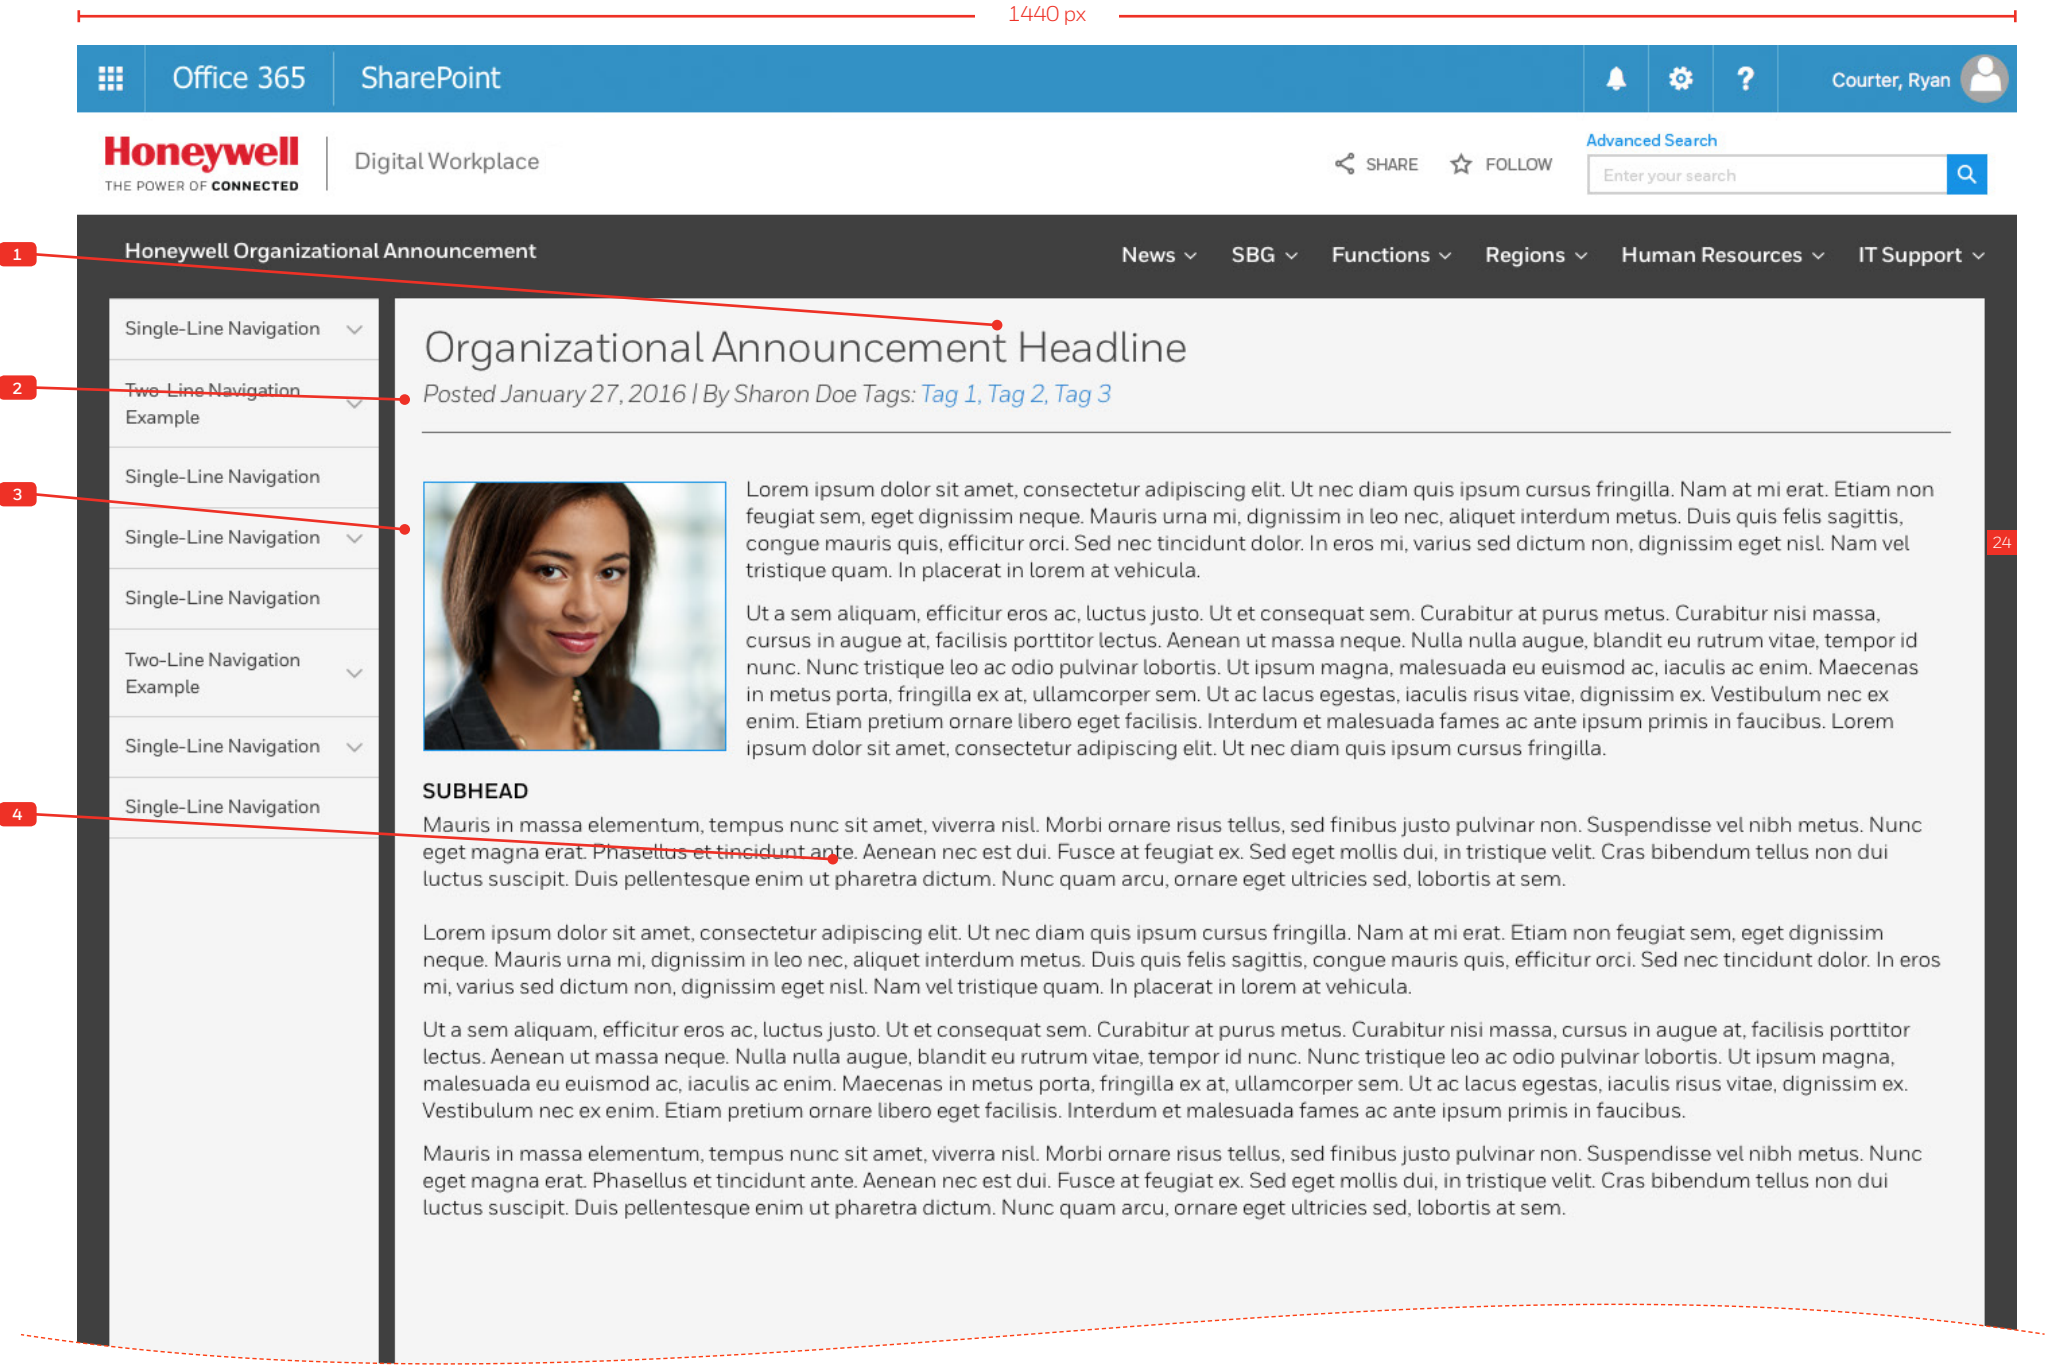 1440 px
Office 365
SharePoint
Courter, Ryan
Honeywell
THE POWER OF CONNECTED
Digital Workplace
SHARE
FOLLOW
Advanced Search
Enter your search
1
Honeywell Organizational Announcement
News
SBG
Functions
Regions
Human Resources
IT Support
Single-Line Navigation
2
Two-Line Navigation
Example
3
Single-Line Navigation
Single-Line Navigation
Single-Line Navigation
Two-Line Navigation
Example
Single-Line Navigation
4
Single-Line Navigation
Organizational Announcement Headline
Posted January 27, 2016 | By Sharon Doe Tags: Tag 1, Tag 2, Tag 3
Lorem ipsum dolor sit amet, consectetur adipiscing elit. Ut nec diam quis ipsum cursus fringilla. Nam at mi erat. Etiam non
feugiat sem, eget dignissim neque. Mauris urna mi, dignissim in leo nec, aliquet interdum metus. Duis quis felis sagittis,
congue mauris quis, efficitur orci. Sed nec tincidunt dolor. In eros mi, varius sed dictum non, dignissim eget nisl. Nam vel
tristique quam. In placerat in lorem at vehicula.
24
Ut a sem aliquam, efficitur eros ac, luctus justo. Ut et consequat sem. Curabitur at purus metus. Curabitur nisi massa,
cursus in augue at, facilisis porttitor lectus. Aenean ut massa neque. Nulla nulla augue, blandit eu rutrum vitae, tempor id
nunc. Nunc tristique leo ac odio pulvinar lobortis. Ut ipsum magna, malesuada eu euismod ac, iaculis ac enim. Maecenas
in metus porta, fringilla ex at, ullamcorper sem. Ut ac lacus egestas, iaculis risus vitae, dignissim ex. Vestibulum nec ex
enim. Etiam pretium ornare libero eget facilisis. Interdum et malesuada fames ac ante ipsum primis in faucibus. Lorem
ipsum dolor sit amet, consectetur adipiscing elit. Ut nec diam quis ipsum cursus fringilla.
SUBHEAD
Mauris in massa elementum, tempus nunc sit amet, viverra nisl. Morbi ornare risus tellus, sed finibus justo pulvinar non. Suspendisse vel nibh metus. Nunc
eget magna erat. Phasellus et tincidunt ante. Aenean nec est dui. Fusce at feugiat ex. Sed eget mollis dui, in tristique velit. Cras bibendum tellus non dui
luctus suscipit. Duis pellentesque enim ut pharetra dictum. Nunc quam arcu, ornare eget ultricies sed, lobortis at sem.
Lorem ipsum dolor sit amet, consectetur adipiscing elit. Ut nec diam quis ipsum cursus fringilla. Nam at mi erat. Etiam non feugiat sem, eget dignissim
neque. Mauris urna mi, dignissim in leo nec, aliquet interdum metus. Duis quis felis sagittis, congue mauris quis, efficitur orci. Sed nec tincidunt dolor. In eros
mi, varius sed dictum non, dignissim eget nisl. Nam vel tristique quam. In placerat in lorem at vehicula.
Ut a sem aliquam, efficitur eros ac, luctus justo. Ut et consequat sem. Curabitur at purus metus. Curabitur nisi massa, cursus in augue at, facilisis porttitor
lectus. Aenean ut massa neque. Nulla nulla augue, blandit eu rutrum vitae, tempor id nunc. Nunc tristique leo ac odio pulvinar lobortis. Ut ipsum magna,
malesuada eu euismod ac, iaculis ac enim. Maecenas in metus porta, fringilla ex at, ullamcorper sem. Ut ac lacus egestas, iaculis risus vitae, dignissim ex.
Vestibulum nec ex enim. Etiam pretium ornare libero eget facilisis. Interdum et malesuada fames ac ante ipsum primis in faucibus.
Mauris in massa elementum, tempus nunc sit amet, viverra nisl. Morbi ornare risus tellus, sed finibus justo pulvinar non. Suspendisse vel nibh metus. Nunc
eget magna erat. Phasellus et tincidunt ante. Aenean nec est dui. Fusce at feugiat ex. Sed eget mollis dui, in tristique velit. Cras bibendum tellus non dui
luctus suscipit. Duis pellentesque enim ut pharetra dictum. Nunc quam arcu, ornare eget ultricies sed, lobortis at sem.